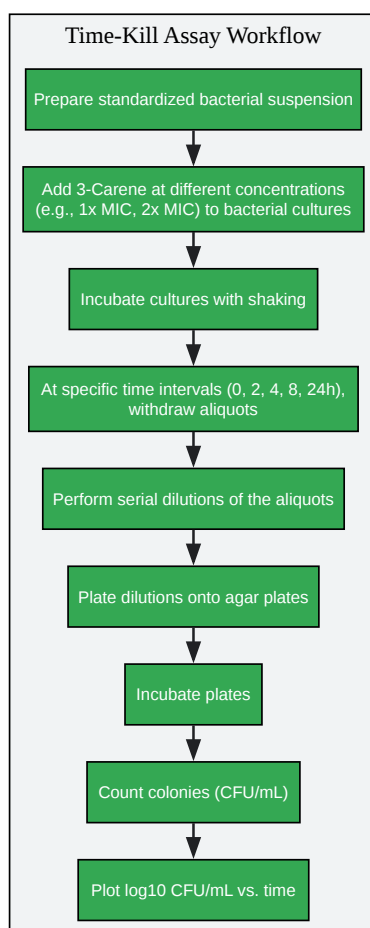 Time-Kill Assay Workflow
Prepare standardized bacterial suspension
Add 3-Carene at different concentrations
(e.g., 1x MIC, 2x MIC) to bacterial cultures
Incubate cultures with shaking
At specific time intervals (0, 2, 4, 8, 24h),
withdraw aliquots
Perform serial dilutions of the aliquots
Plate dilutions onto agar plates
Incubate plates
Count colonies (CFU/mL)
Plot log10 CFU/mL vs. time